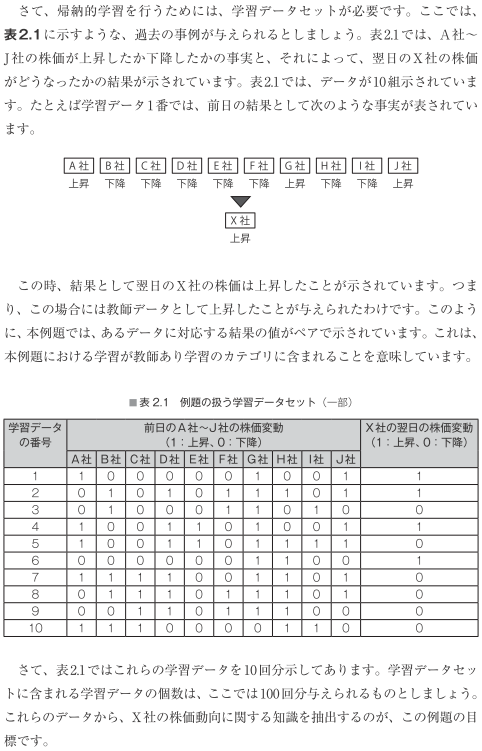 さて、帰納的学習を行うためには、学習データセットが必要です。ここでは、
表2.1に示すような、過去の事例が与えられるとしましょう。表2.1では、A社〜
J社の株価が上昇したか下降したかの事実と、それによって、翌日のX社の株価
がどうなったかの結果が示されています。表2.1では、データが10組示されていま
す。たとえば学習データ1番では、前日の結果として次のような事実が表されてい
ます。
A社 B社 C社 D社 E社 F社 G社 H社 I社 J社
上昇 下降 下降 下降 下降 下降 上昇 下降 下降 上昇
X社
上昇
この時、結果として翌日のX社の株価は上昇したことが示されています。つま
り、この場合には教師データとして上昇したことが与えられたわけです。このよう
に、本例題では、あるデータに対応する結果の値がペアで示されています。これは、
本例題における学習が教師あり学習のカテゴリに含まれることを意味しています。
■表2.1 例題の扱う学習データセット（一部）
学習データ 前日のA社〜J社の株価変動 X社の翌日の株価変動
の番号 （1：上昇、0：下降） （1：上昇、0：下降）
A社 B社 C社 D社 E社 F社 G社 H社 I社 J社
1 1 0 0 0 0 0 1 0 0 1 1
2 0 1 0 1 0 1 1 1 0 1 1
3 0 1 0 0 0 1 1 0 1 0 0
4 1 0 0 1 1 0 1 0 0 1 1
5 1 0 0 1 1 0 1 1 1 1 0
6 0 0 0 0 0 0 1 1 0 0 1
7 1 1 1 1 0 0 1 1 0 1 0
8 0 1 1 1 0 1 1 1 0 1 0
9 0 0 1 1 0 1 1 1 0 0 0
10 1 1 1 0 0 0 0 1 1 0 0
さて、表2.1ではこれらの学習データを10回分示してあります。学習データセッ
トに含まれる学習データの個数は、ここでは100回分与えられるものとしましょう。
これらのデータから、X社の株価動向に関する知識を抽出するのが、この例題の目
標です。